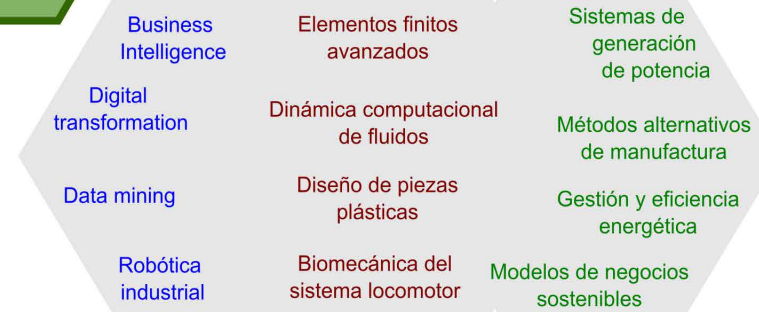 Business
Intelligence
Digital
transformation
Data mining
Robótica
industrial
Elementos finitos
avanzados
Dinámica computacional
de fluidos
Diseño de piezas
plásticas
Biomecánica del
sistema locomotor
Sistemas de
generación
de potencia
Métodos alternativos
de manufactura
Gestión y eficiencia
energética
Modelos de negocios
sostenibles